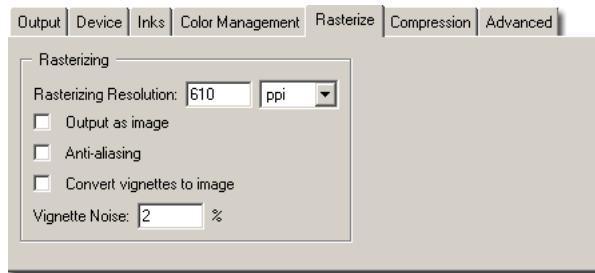 Output Device Inks Color Management Rasterize Compression Advanced
Rasterizing
Rasterizing Resolution: 610 ppi
Output as image
Anti-aliasing
Convert vignettes to image
Vignette Noise: 2 %